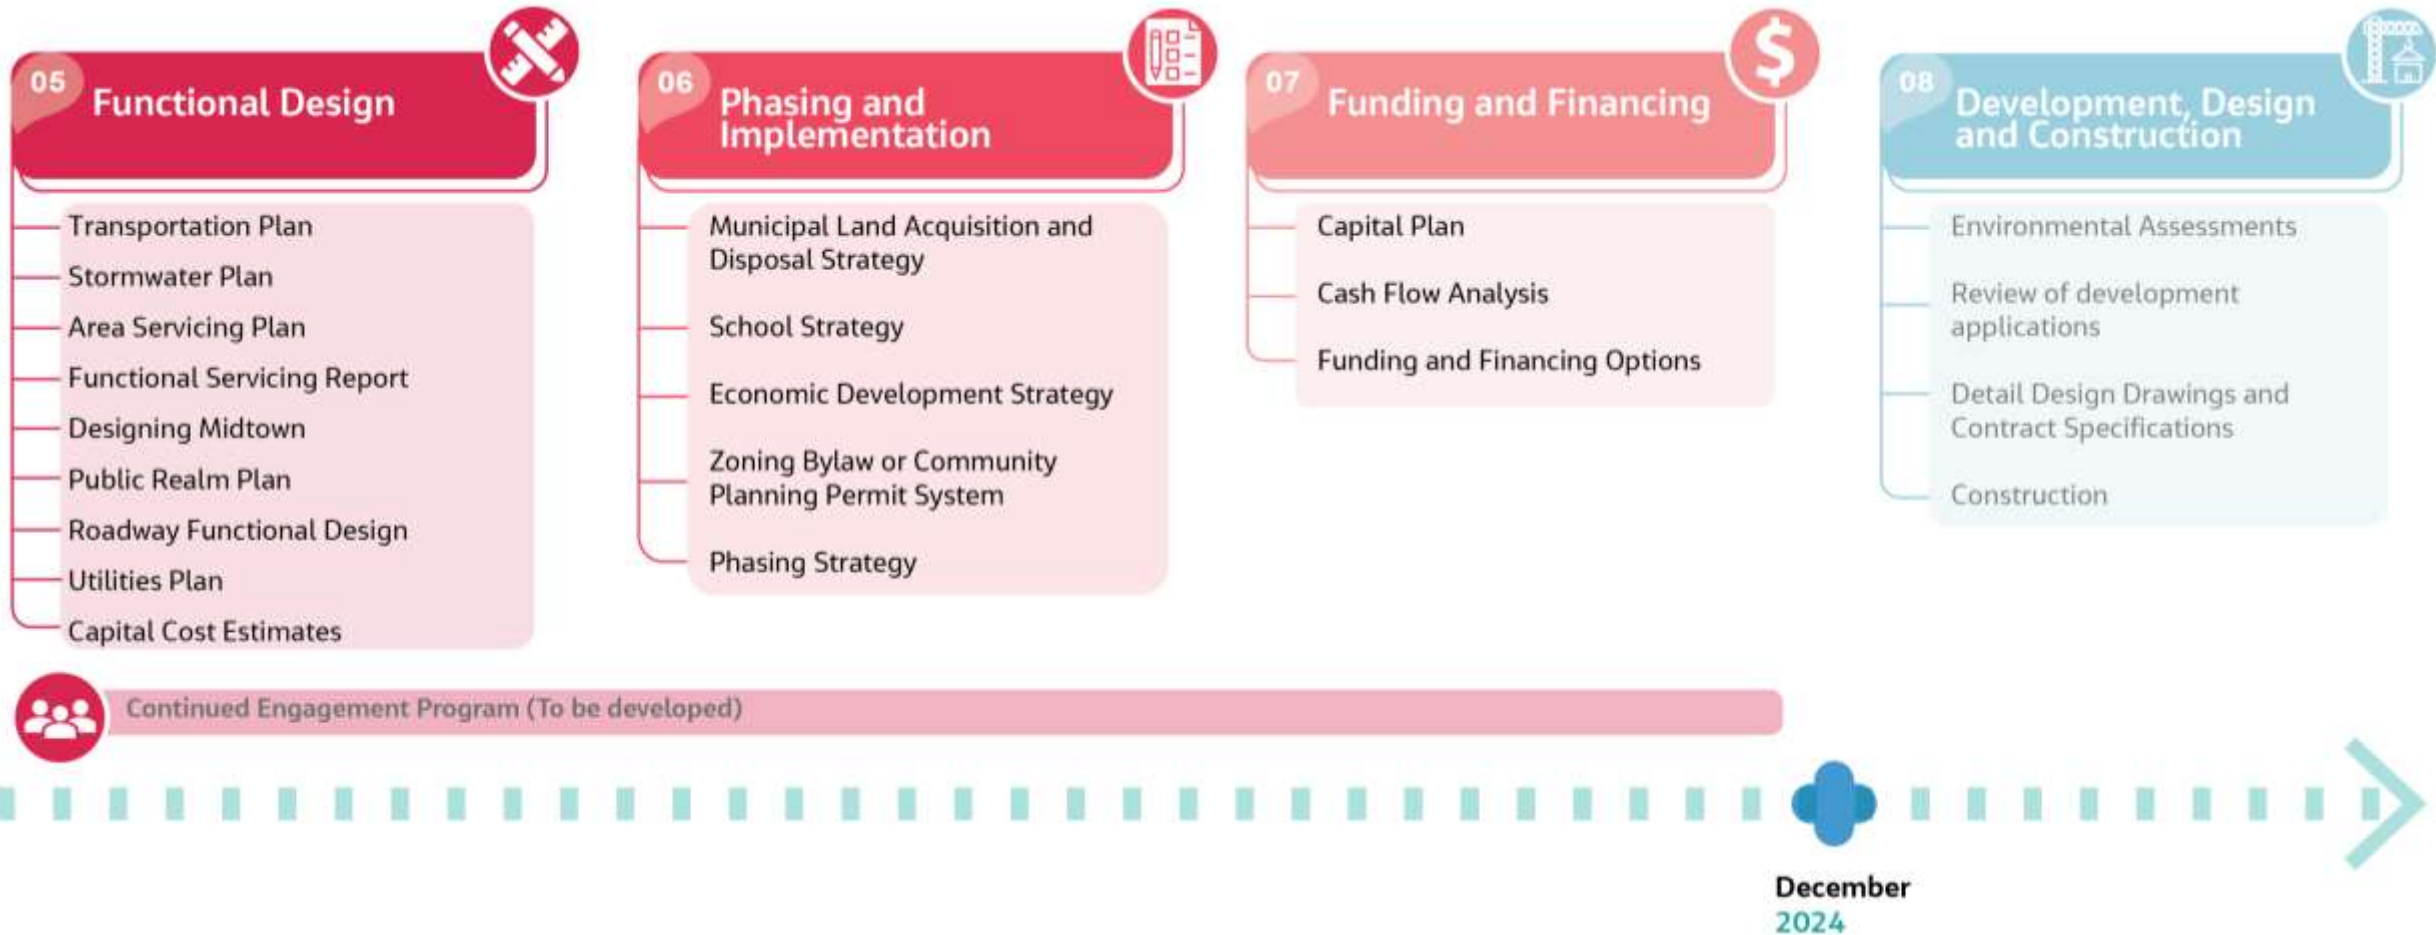 05
Functional Design
Transportation Plan
Stormwater Plan
Area Servicing Plan
Functional Servicing Report
Designing Midtown
Public Realm Plan
Roadway Functional Design
Utilities Plan
Capital Cost Estimates
06
Phasing and
Implementation
Municipal Land Acquisition and
Disposal Strategy
School Strategy
Economic Development Strategy
Zoning Bylaw or Community
Planning Permit System
Phasing Strategy
07
Funding and Financing
$
Capital Plan
Cash Flow Analysis
Funding and Financing Options
08
Development, Design
and Construction
Environmental Assessments
Review of development
applications
Detail Design Drawings and
Contract Specifications
Construction
Continued Engagement Program (To be developed)
December
2024